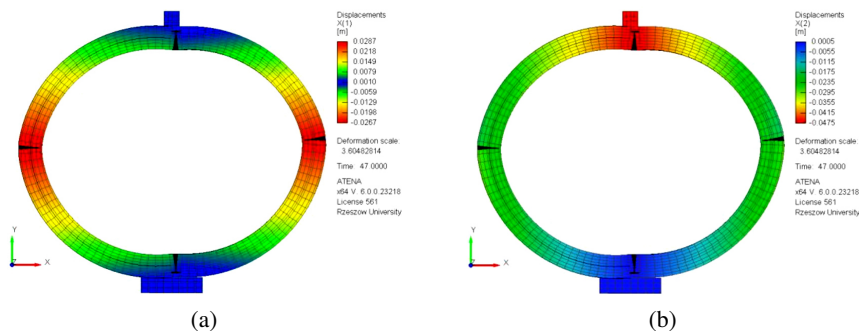 Displacements
X(1)
[m]
0.0287
0.0218
0.0149
0.0079
0.0010
-0.0059
-0.0129
-0.0198
-0.0267
Deformation scale:
3.60482814
Time: 47.0000
ATENA
x64 V. 6.0.0.23218
License 561
Rzeszow University
Y
Z
X
(a)
Displacements
X(2)
[m]
-0.0005
-0.0055
-0.0115
-0.0175
-0.0235
-0.0295
-0.0355
-0.0415
-0.0475
Deformation scale:
3.60482814
Time: 47.0000
ATENA
x64 V. 6.0.0.23218
License 561
Rzeszow University
Y
Z
X
(b)